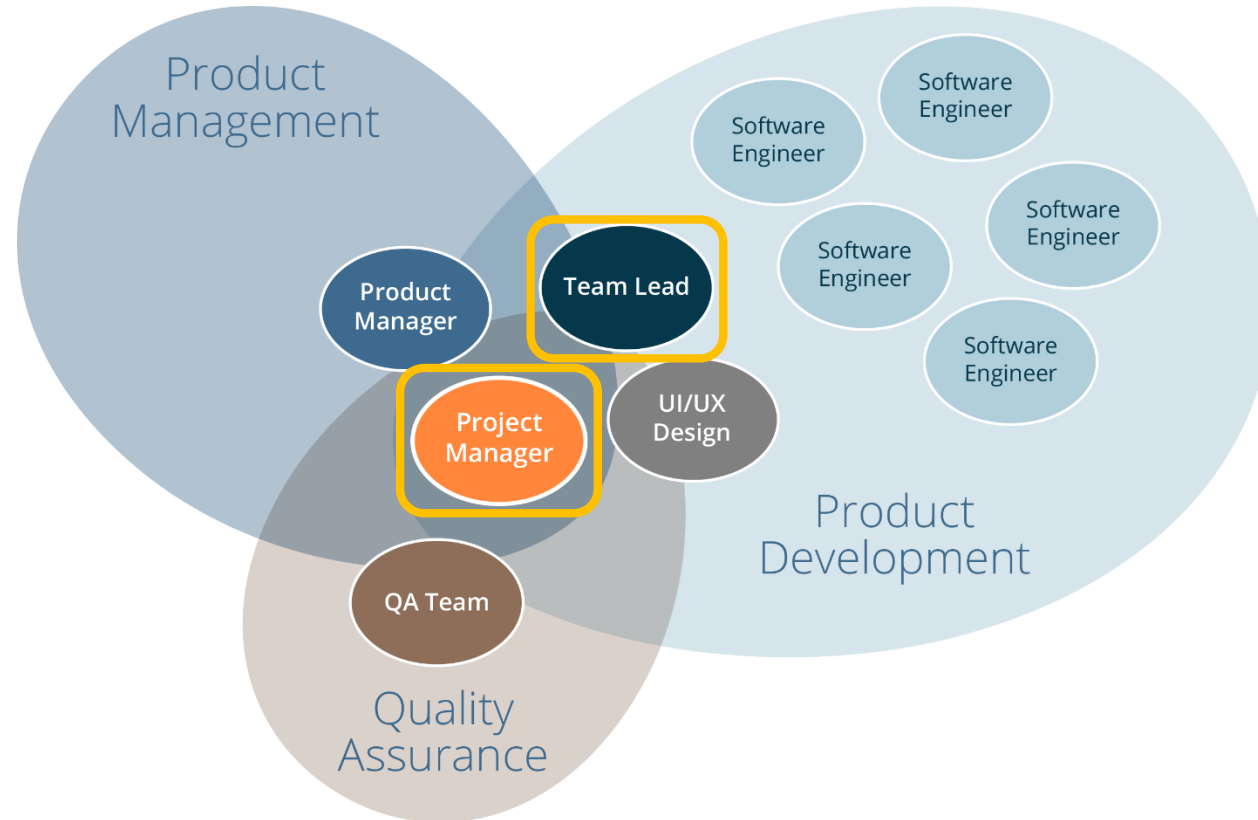 Product
Management
Software
Engineer
Software
Engineer
Software
Engineer
Software
Engineer
Software
Engineer
Team Lead
Product
Manager
UI/UX
Design
Project
Manager
Product
Development
QA Team
Quality
Assurance